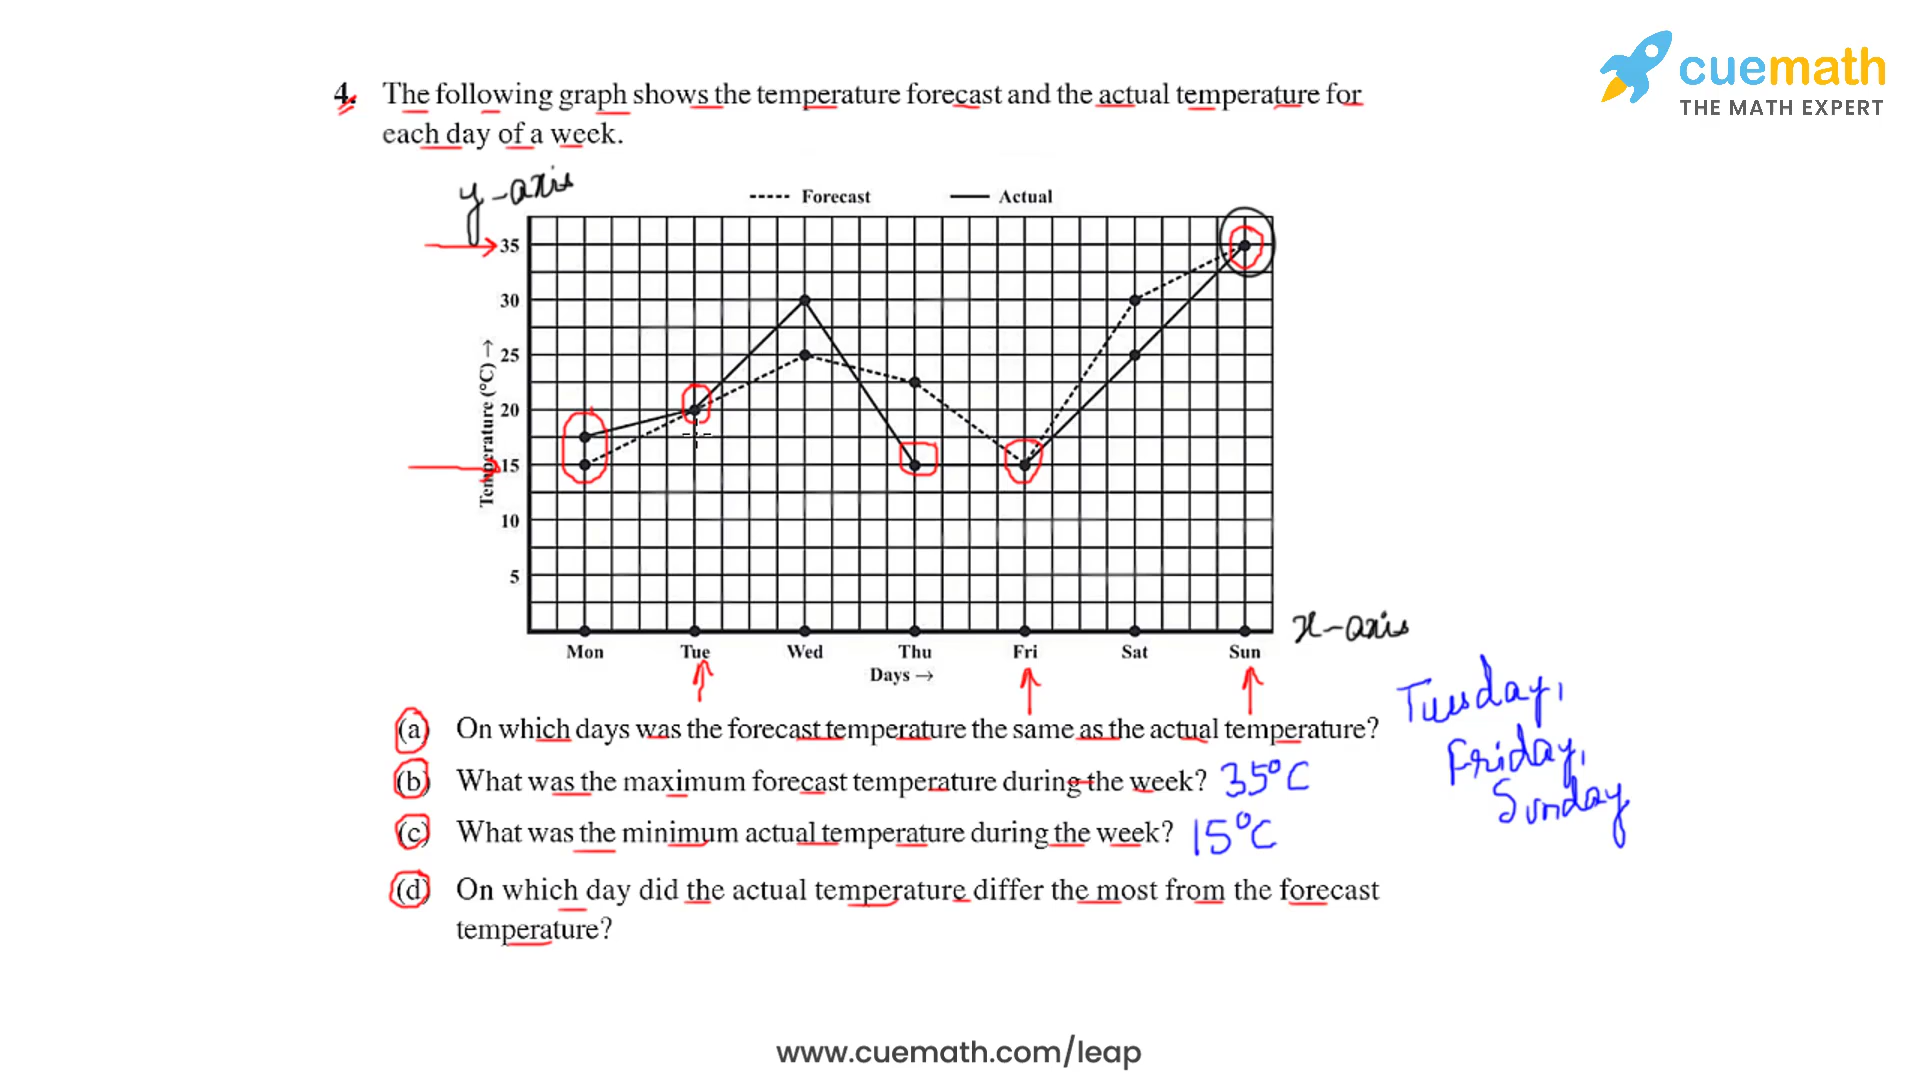 cuemath
THE MATH EXPERT
4. The following graph shows the temperature forecast and the actual temperature for
each day of a week.
y-axis
Forecast Actual
35
30
25
20
15
10
5
Temperature (°C) →
Mon Tue Wed Thu Fri Sat Sun
Days →
x-axis
(a) On which days was the forecast temperature the same as the actual temperature? Tuesday,
Friday,
Sunday
(b) What was the maximum forecast temperature during the week? 35°C
(c) What was the minimum actual temperature during the week? 15°C
(d) On which day did the actual temperature differ the most from the forecast
temperature?
www.cuemath.com/leap